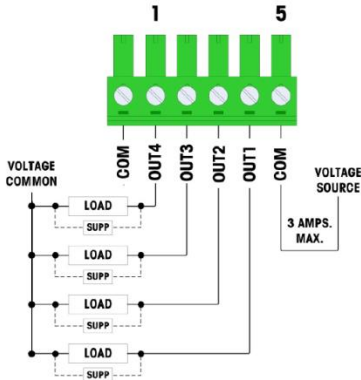 1 5
COM OUT4 OUT3 OUT2 OUT1 COM
VOLTAGE
COMMON
VOLTAGE
SOURCE
3 AMPS.
MAX.
LOAD
SUPP
LOAD
SUPP
LOAD
SUPP
LOAD
SUPP